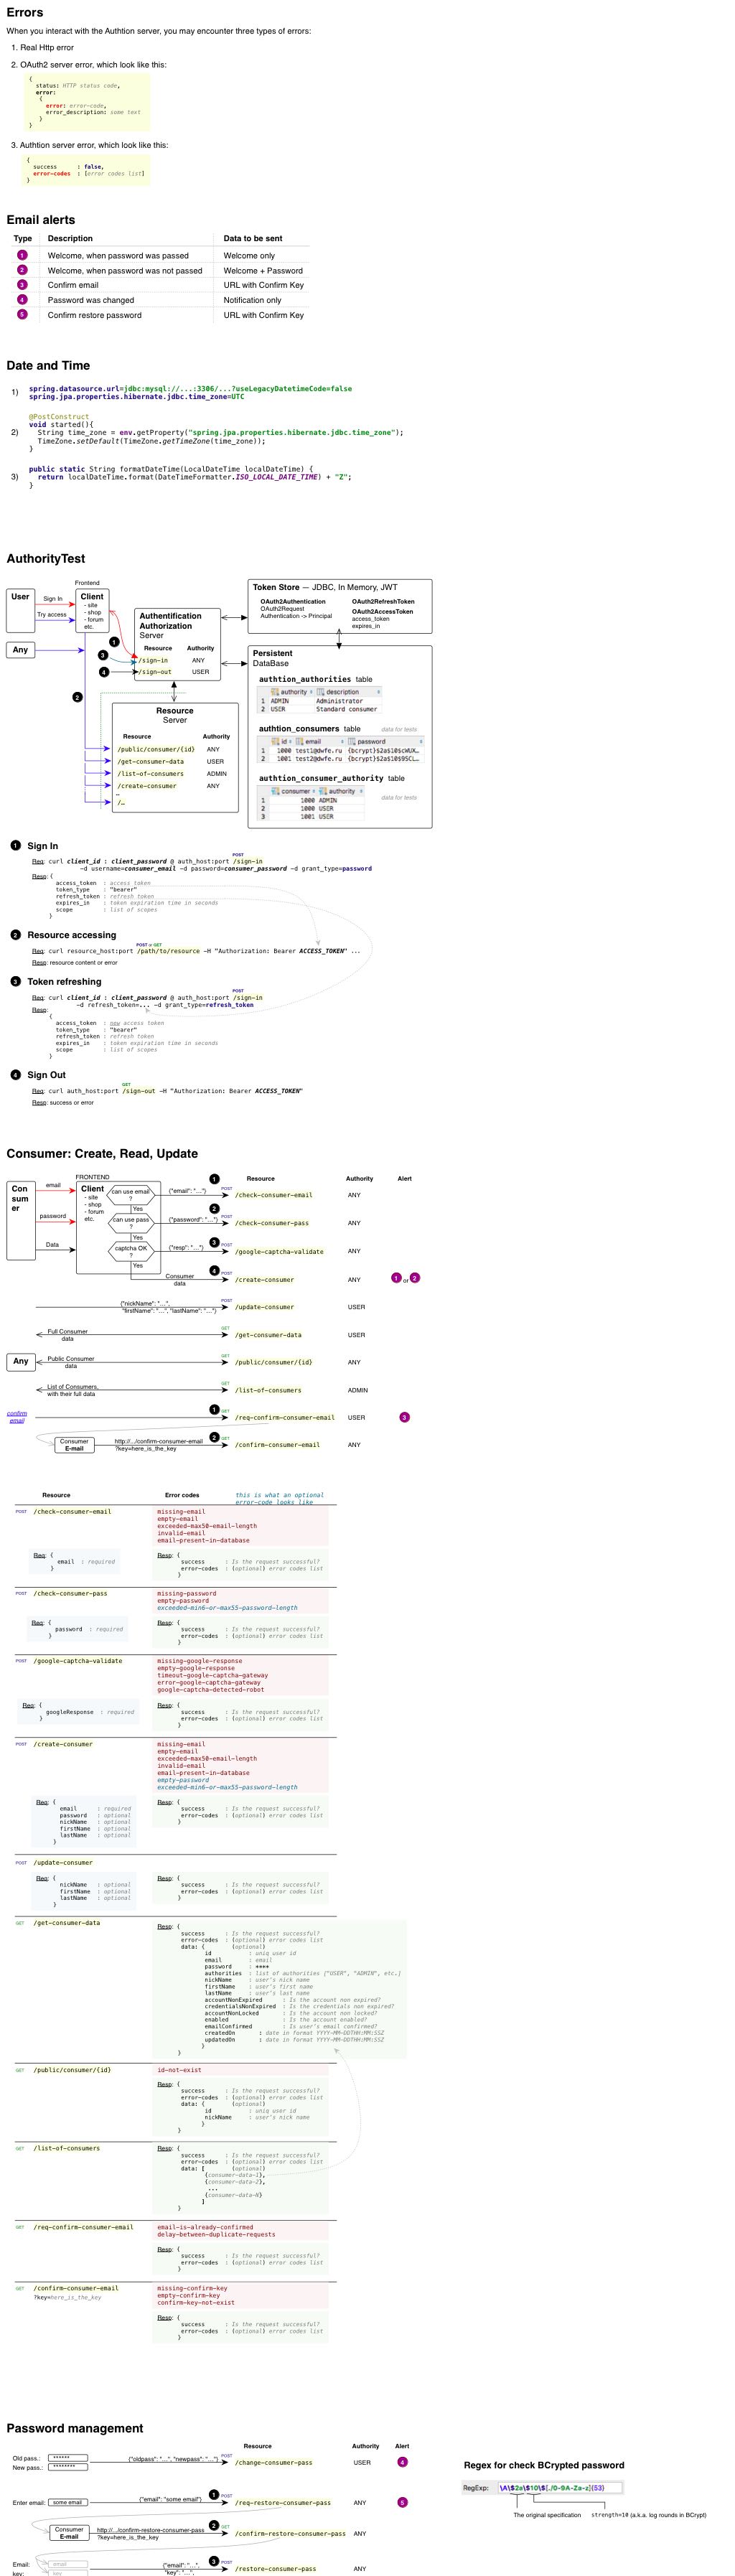 Errors
When you interact with the Authtion server, you may encounter three types of errors:
1. Real Http error
2. OAuth2 server error, which look like this:
{
status: HTTP status code,
error:
{
error: error-code,
error_description: some text
}
}
3. Authtion server error, which look like this:
{
success : false,
error-codes : [error codes list]
}
Email alerts
Type Description Data to be sent
1 Welcome, when password was passed Welcome only
2 Welcome, when password was not passed Welcome + Password
3 Confirm email URL with Confirm Key
4 Password was changed Notification only
5 Confirm restore password URL with Confirm Key
Date and Time
1) spring.datasource.url=jdbc:mysql://...:3306/...?useLegacyDatetimeCode=false
spring.jpa.properties.hibernate.jdbc.time_zone=UTC
@PostConstruct
void started(){
2) String time_zone = env.getProperty("spring.jpa.properties.hibernate.jdbc.time_zone");
TimeZone.setDefault(TimeZone.getTimeZone(time_zone));
}
public static String formatDateTime(LocalDateTime localDateTime) {
3) return localDateTime.format(DateTimeFormatter.ISO_LOCAL_DATE_TIME) + "Z";
}
AuthorityTest
User
Sign In
Try access
Any
Frontend
Client
- site
- shop
- forum
etc.
1
3
4
2
Authentification
Authorization
Server
Resource Authority
/sign-in ANY
/sign-out USER
Resource
Server
Resource Authority
/public/consumer/{id} ANY
/get-consumer-data USER
/list-of-consumers ADMIN
/create-consumer ANY
…
/…
Token Store — JDBC, In Memory, JWT
OAuth2Authentication
OAuth2Request
Authentication -> Principal
OAuth2RefreshToken
OAuth2AccessToken
access_token
expires_in
Persistent
DataBase
authtion_authorities table
authority description
1 ADMIN Administrator
2 USER Standard consumer
authtion_consumers table data for tests
id email password
1 1000 test1@dwfe.ru {bcrypt}$2a$10$cWUX…
2 1001 test2@dwfe.ru {bcrypt}$2a$10$9SCL…
authtion_consumer_authority table
consumer authority data for tests
1 1000 ADMIN
2 1000 USER
3 1001 USER
1 Sign In
POST
Req: curl client_id : client_password @ auth_host:port /sign-in
-d username=consumer_email -d password=consumer_password -d grant_type=password
Resp: {
access_token : access token
token_type : "bearer"
refresh_token : refresh token
expires_in : token expiration time in seconds
scope : list of scopes
}
2 Resource accessing
POST or GET
Req: curl resource_host:port /path/to/resource -H "Authorization: Bearer ACCESS_TOKEN" ...
Resp: resource content or error
3 Token refreshing
POST
Req: curl client_id : client_password @ auth_host:port /sign-in
-d refresh_token=... -d grant_type=refresh_token
Resp:
{
access_token : new access token
token_type : "bearer"
refresh_token : refresh token
expires_in : token expiration time in seconds
scope : list of scopes
}
4 Sign Out
GET
Req: curl auth_host:port /sign-out -H "Authorization: Bearer ACCESS_TOKEN"
Resp: success or error
Consumer: Create, Read, Update
Con
sum
er
email
password
Data
FRONTEND
Client
- site
- shop
- forum
etc.
can use email
?
Yes
can use pass
?
Yes
captcha OK
?
Yes
Resource Authority Alert
{"email": "…"} 1 POST /check-consumer-email ANY
{"password": "…"} 2 POST /check-consumer-pass ANY
{"resp": "…"} 3 POST /google-captcha-validate ANY
Consumer
data
4 POST /create-consumer ANY 1 or 2
{"nickName": "…",
"firstName": "…", "lastName": "…"}
POST /update-consumer USER
Full Consumer
data
GET /get-consumer-data USER
Any
Public Consumer
data
GET /public/consumer/{id} ANY
List of Consumers,
with their full data
GET /list-of-consumers ADMIN
confirm
email
1 GET /req-confirm-consumer-email USER 3
Consumer
E-mail
http://.../confirm-consumer-email
?key=here_is_the_key
2 GET /confirm-consumer-email ANY
Resource Error codes this is what an optional
error-code looks like
POST /check-consumer-email missing-email
empty-email
exceeded-max50-email-length
invalid-email
email-present-in-database
Req: {
email : required
}
Resp: {
success : Is the request successful?
error-codes : (optional) error codes list
}
POST /check-consumer-pass missing-password
empty-password
exceeded-min6-or-max55-password-length
Req: {
password : required
}
Resp: {
success : Is the request successful?
error-codes : (optional) error codes list
}
POST /google-captcha-validate missing-google-response
empty-google-response
timeout-google-captcha-gateway
error-google-captcha-gateway
google-captcha-detected-robot
Req: {
googleResponse : required
}
Resp: {
success : Is the request successful?
error-codes : (optional) error codes list
}
POST /create-consumer missing-email
empty-email
exceeded-max50-email-length
invalid-email
email-present-in-database
empty-password
exceeded-min6-or-max55-password-length
Req: {
email : required
password : optional
nickName : optional
firstName : optional
lastName : optional
}
Resp: {
success : Is the request successful?
error-codes : (optional) error codes list
}
POST /update-consumer
Req: {
nickName : optional
firstName : optional
lastName : optional
}
Resp: {
success : Is the request successful?
error-codes : (optional) error codes list
}
GET /get-consumer-data
Resp: {
success : Is the request successful?
error-codes : (optional) error codes list
data: { (optional)
id : uniq user id
email : email
password : ****
authorities : list of authorities ["USER", "ADMIN", etc.]
nickName : user's nick name
firstName : user's first name
lastName : user's last name
accountNonExpired : Is the account non expired?
credentialsNonExpired : Is the credentials non expired?
accountNonLocked : Is the account non locked?
enabled : Is the account enabled?
emailConfirmed : Is user's email confirmed?
createdOn : date in format YYYY-MM-DDTHH:MM:SSZ
updatedOn : date in format YYYY-MM-DDTHH:MM:SSZ
}
}
GET /public/consumer/{id} id-not-exist
Resp: {
success : Is the request successful?
error-codes : (optional) error codes list
data: { (optional)
id : uniq user id
nickName : user's nick name
}
}
GET /list-of-consumers
Resp: {
success : Is the request successful?
error-codes : (optional) error codes list
data: [ (optional)
{consumer-data-1},
{consumer-data-2},
...
{consumer-data-N}
]
}
GET /req-confirm-consumer-email email-is-already-confirmed
delay-between-duplicate-requests
Resp: {
success : Is the request successful?
error-codes : (optional) error codes list
}
GET /confirm-consumer-email missing-confirm-key
?key=here_is_the_key empty-confirm-key
confirm-key-not-exist
Resp: {
success : Is the request successful?
error-codes : (optional) error codes list
}
Password management
Resource Authority Alert
Old pass.: ******
New pass.: ********
{"oldpass": "…", "newpass": "…"} POST /change-consumer-pass USER 4
Enter email: some email {"email": "some email"} 1 POST /req-restore-consumer-pass ANY 5
Consumer
E-mail
http://.../confirm-restore-consumer-pass
?key=here_is_the_key
2 GET /confirm-restore-consumer-pass ANY
Email: email
key: key
{"email": "…",
"key": "…",
3 POST /restore-consumer-pass ANY
Regex for check BCrypted password
RegExp: \A\$2a\$10\$[./0-9A-Za-z]{53}
The original specification strength=10 (a.k.a. log rounds in BCrypt)